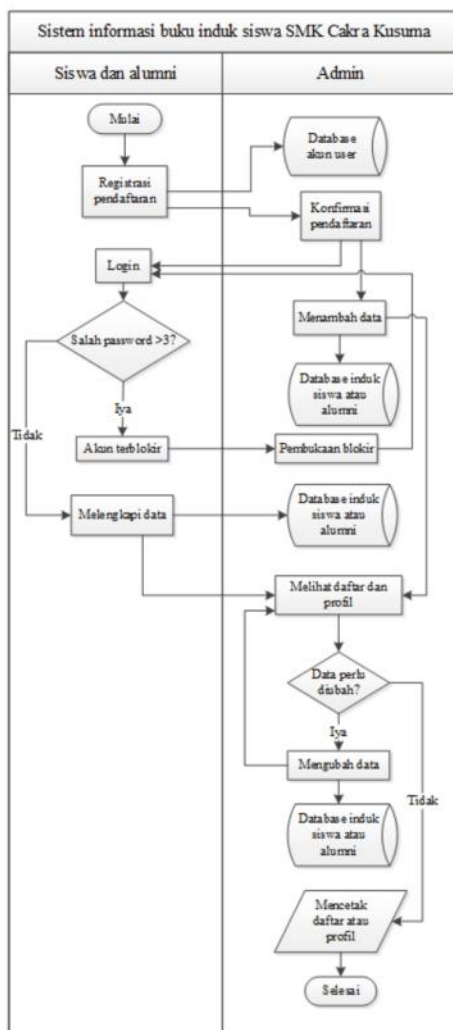 Sistem informasi buku induk siswa SMK Cakra Kusuma
Siswa dan alumni
Admin
Mulai
Database
akun user
Registrasi
pendaftaran
Konfirmasi
pendaftaran
Login
Menambah data
Salah password >3?
Database induk
siswa atau
alumni
Iya
Tidak
Akun terblokir
Pembukaan blokir
Melengkapi data
Database induk
siswa atau
alumni
Melihat daftar dan
profil
Data perlu
diubah?
Iya
Mengubah data
Tidak
Database induk
siswa atau
alumni
Mencetak
daftar atau
profil
Selesai